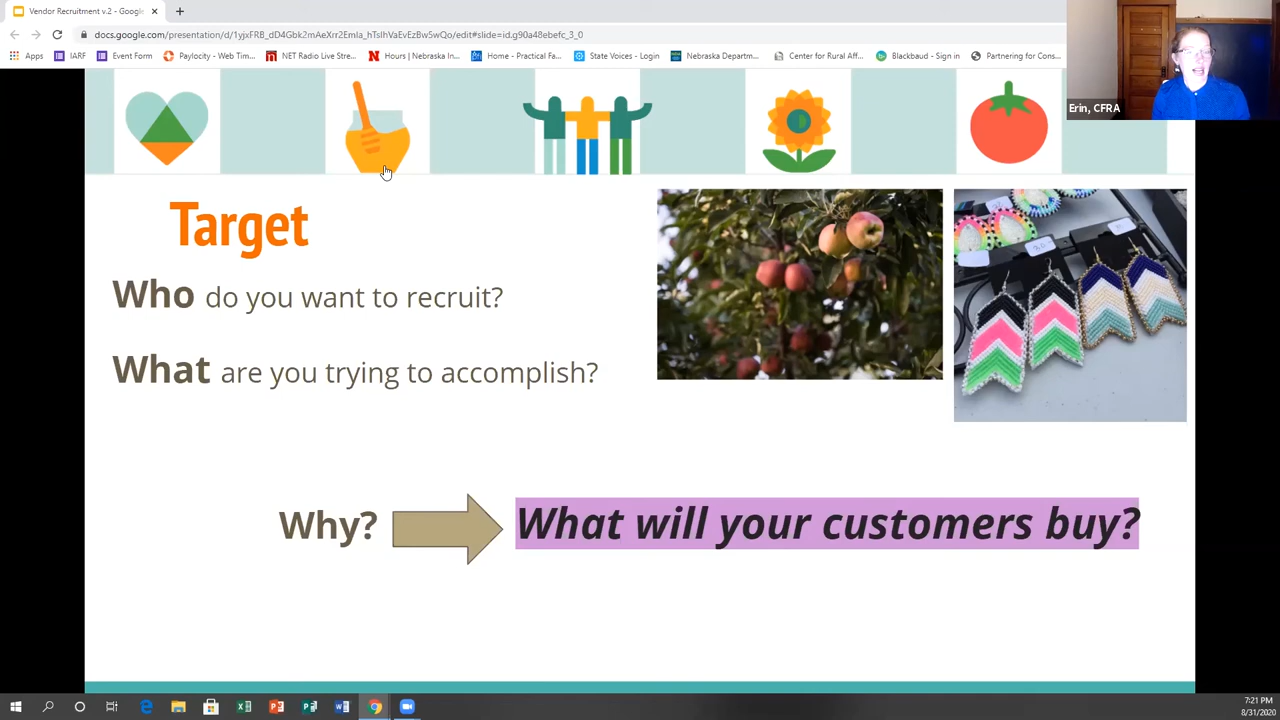 Vendor Recruitment v.2 - Googl
docs.google.com/presentation/d/1yjxFRB_dD4Gbk2mAeXrr2EmIa_hTsIhVaEvEzBw5wQo/edit#slide=id.g90a48ebefc_3_0
Apps IARF Event Form Paylocity - Web Tim... NET Radio Live Stre... Hours | Nebraska In... Home - Practical Fa... State Voices - Login Nebraska Departm... Center for Rural Aff... Blackbaud - Sign in Partnering for Cons...
Erin, CFRA
Target
Who do you want to recruit?
What are you trying to accomplish?
Why? What will your customers buy?
7:21 PM
8/31/2020